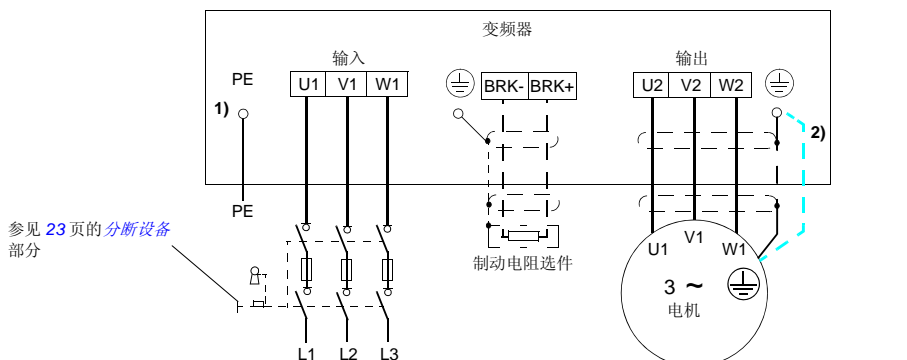 变频器
输入
输出
PE
U1 V1 W1
BRK- BRK+
U2 V2 W2
1)
2)
PE
参见 23 页的分断设备
部分
制动电阻选件
U1
V1
W1
3 ~
电机
L1 L2 L3